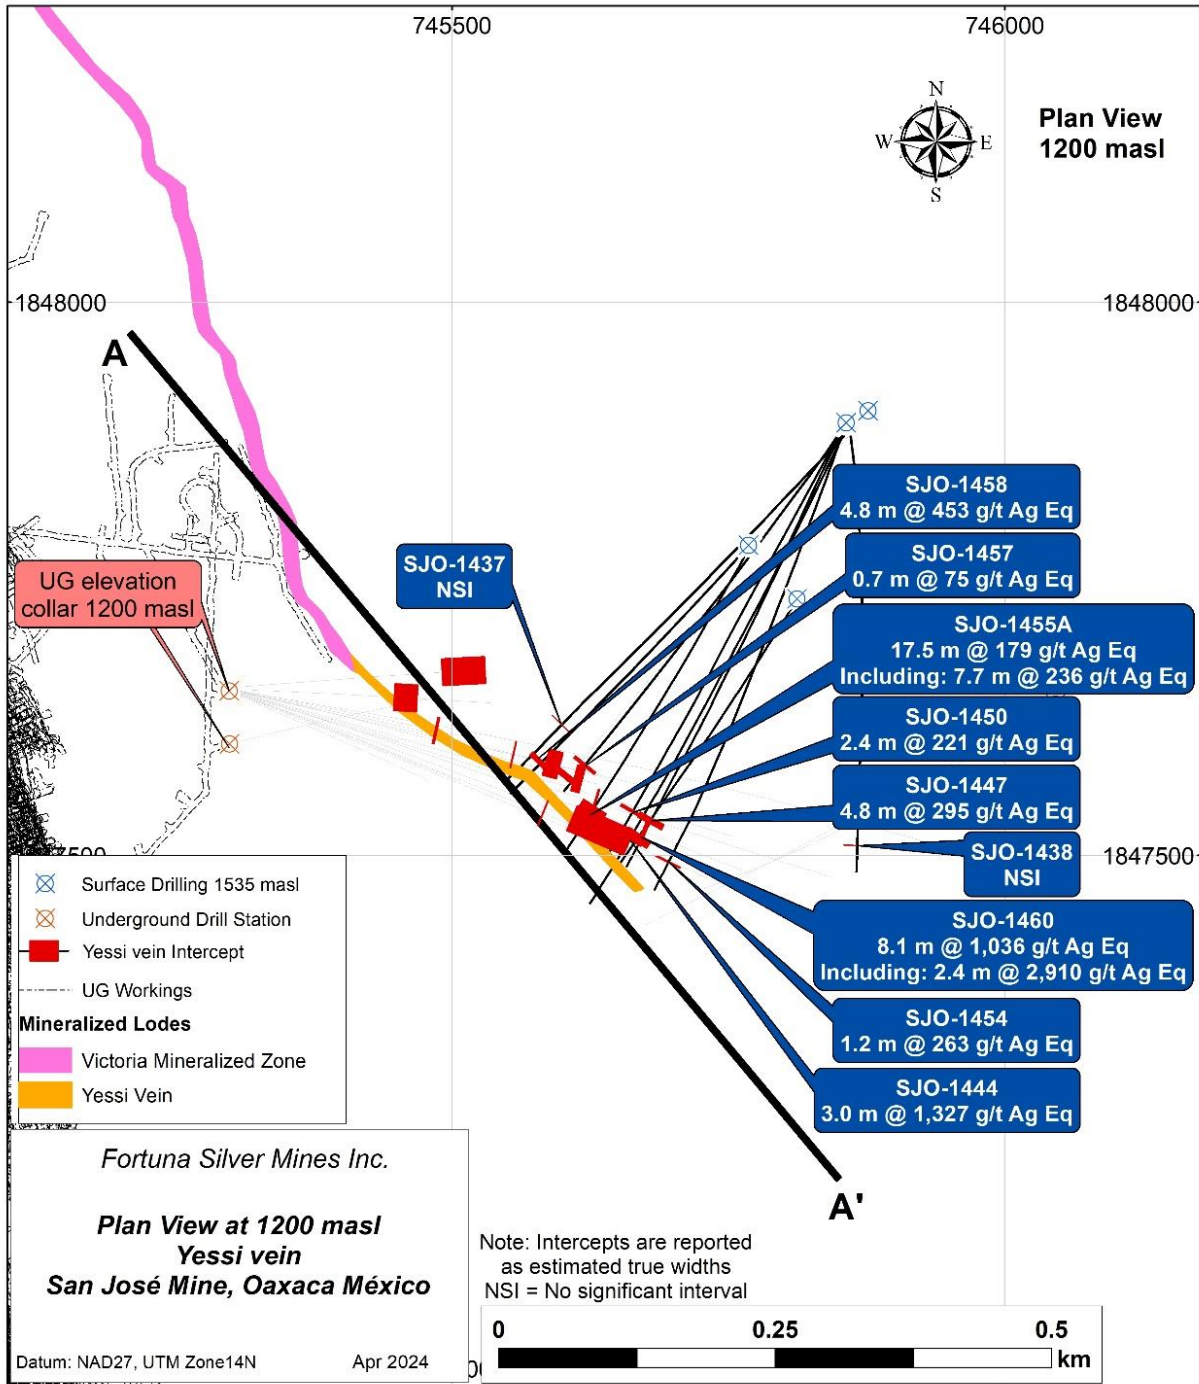 745500
746000
N
W
E
S
Plan View
1200 masl
1848000
1848000
A
SJO-1458
4.8 m @ 453 g/t Ag Eq
SJO-1437
NSI
SJO-1457
0.7 m @ 75 g/t Ag Eq
UG elevation
collar 1200 masl
SJO-1455A
17.5 m @ 179 g/t Ag Eq
Including: 7.7 m @ 236 g/t Ag Eq
SJO-1450
2.4 m @ 221 g/t Ag Eq
SJO-1447
4.8 m @ 295 g/t Ag Eq
SJO-1438
NSI
1847500
SJO-1460
8.1 m @ 1,036 g/t Ag Eq
Including: 2.4 m @ 2,910 g/t Ag Eq
SJO-1454
1.2 m @ 263 g/t Ag Eq
SJO-1444
3.0 m @ 1,327 g/t Ag Eq
Surface Drilling 1535 masl
Underground Drill Station
Yessi vein Intercept
UG Workings
Mineralized Lodes
Victoria Mineralized Zone
Yessi Vein
A'
Fortuna Silver Mines Inc.
Plan View at 1200 masl
Yessi vein
San José Mine, Oaxaca México
Datum: NAD27, UTM Zone14N
Apr 2024
Note: Intercepts are reported
as estimated true widths
NSI = No significant interval
0
0.25
0.5
km